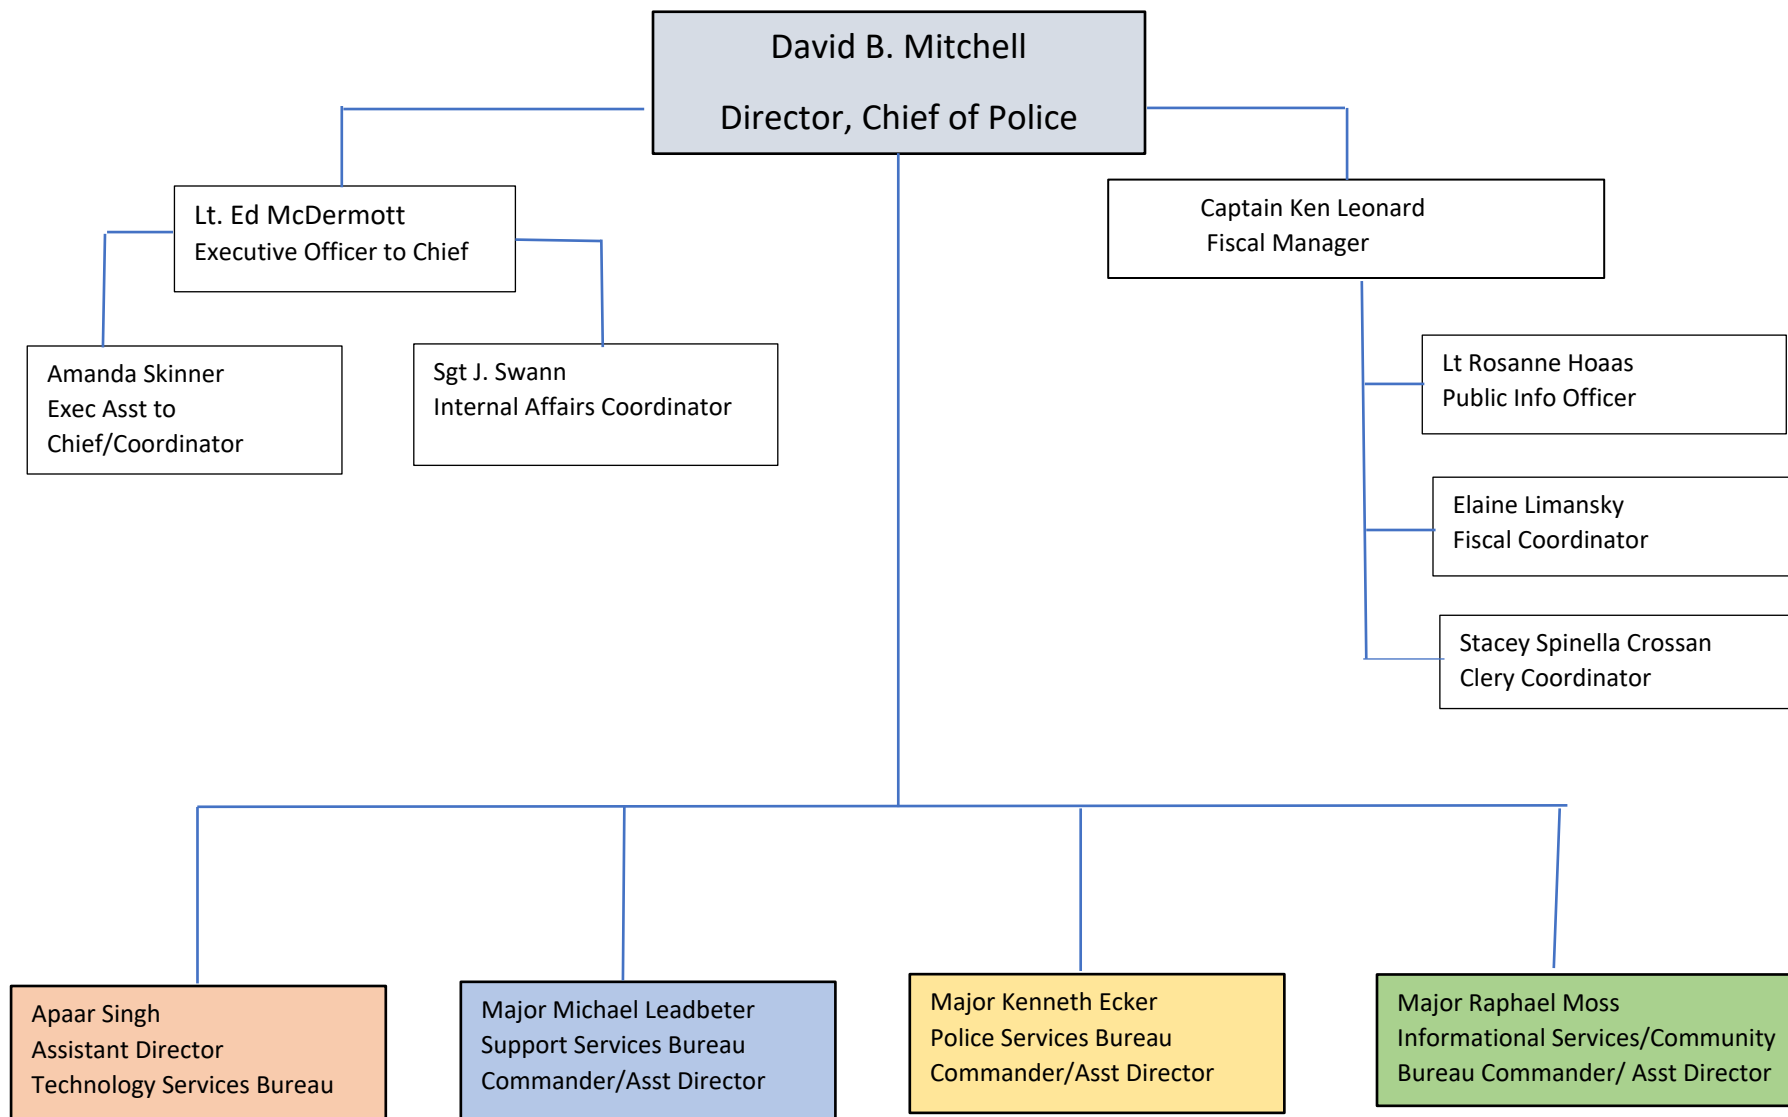 David B. Mitchell
Director, Chief of Police
Lt. Ed McDermott
Executive Officer to Chief
Captain Ken Leonard
Fiscal Manager
Amanda Skinner
Exec Asst to
Chief/Coordinator
Sgt J. Swann
Internal Affairs Coordinator
Lt Rosanne Hoaas
Public Info Officer
Elaine Limansky
Fiscal Coordinator
Stacey Spinella Crossan
Clery Coordinator
Apaar Singh
Assistant Director
Technology Services Bureau
Major Michael Leadbeter
Support Services Bureau
Commander/Asst Director
Major Kenneth Ecker
Police Services Bureau
Commander/Asst Director
Major Raphael Moss
Informational Services/Community
Bureau Commander/ Asst Director